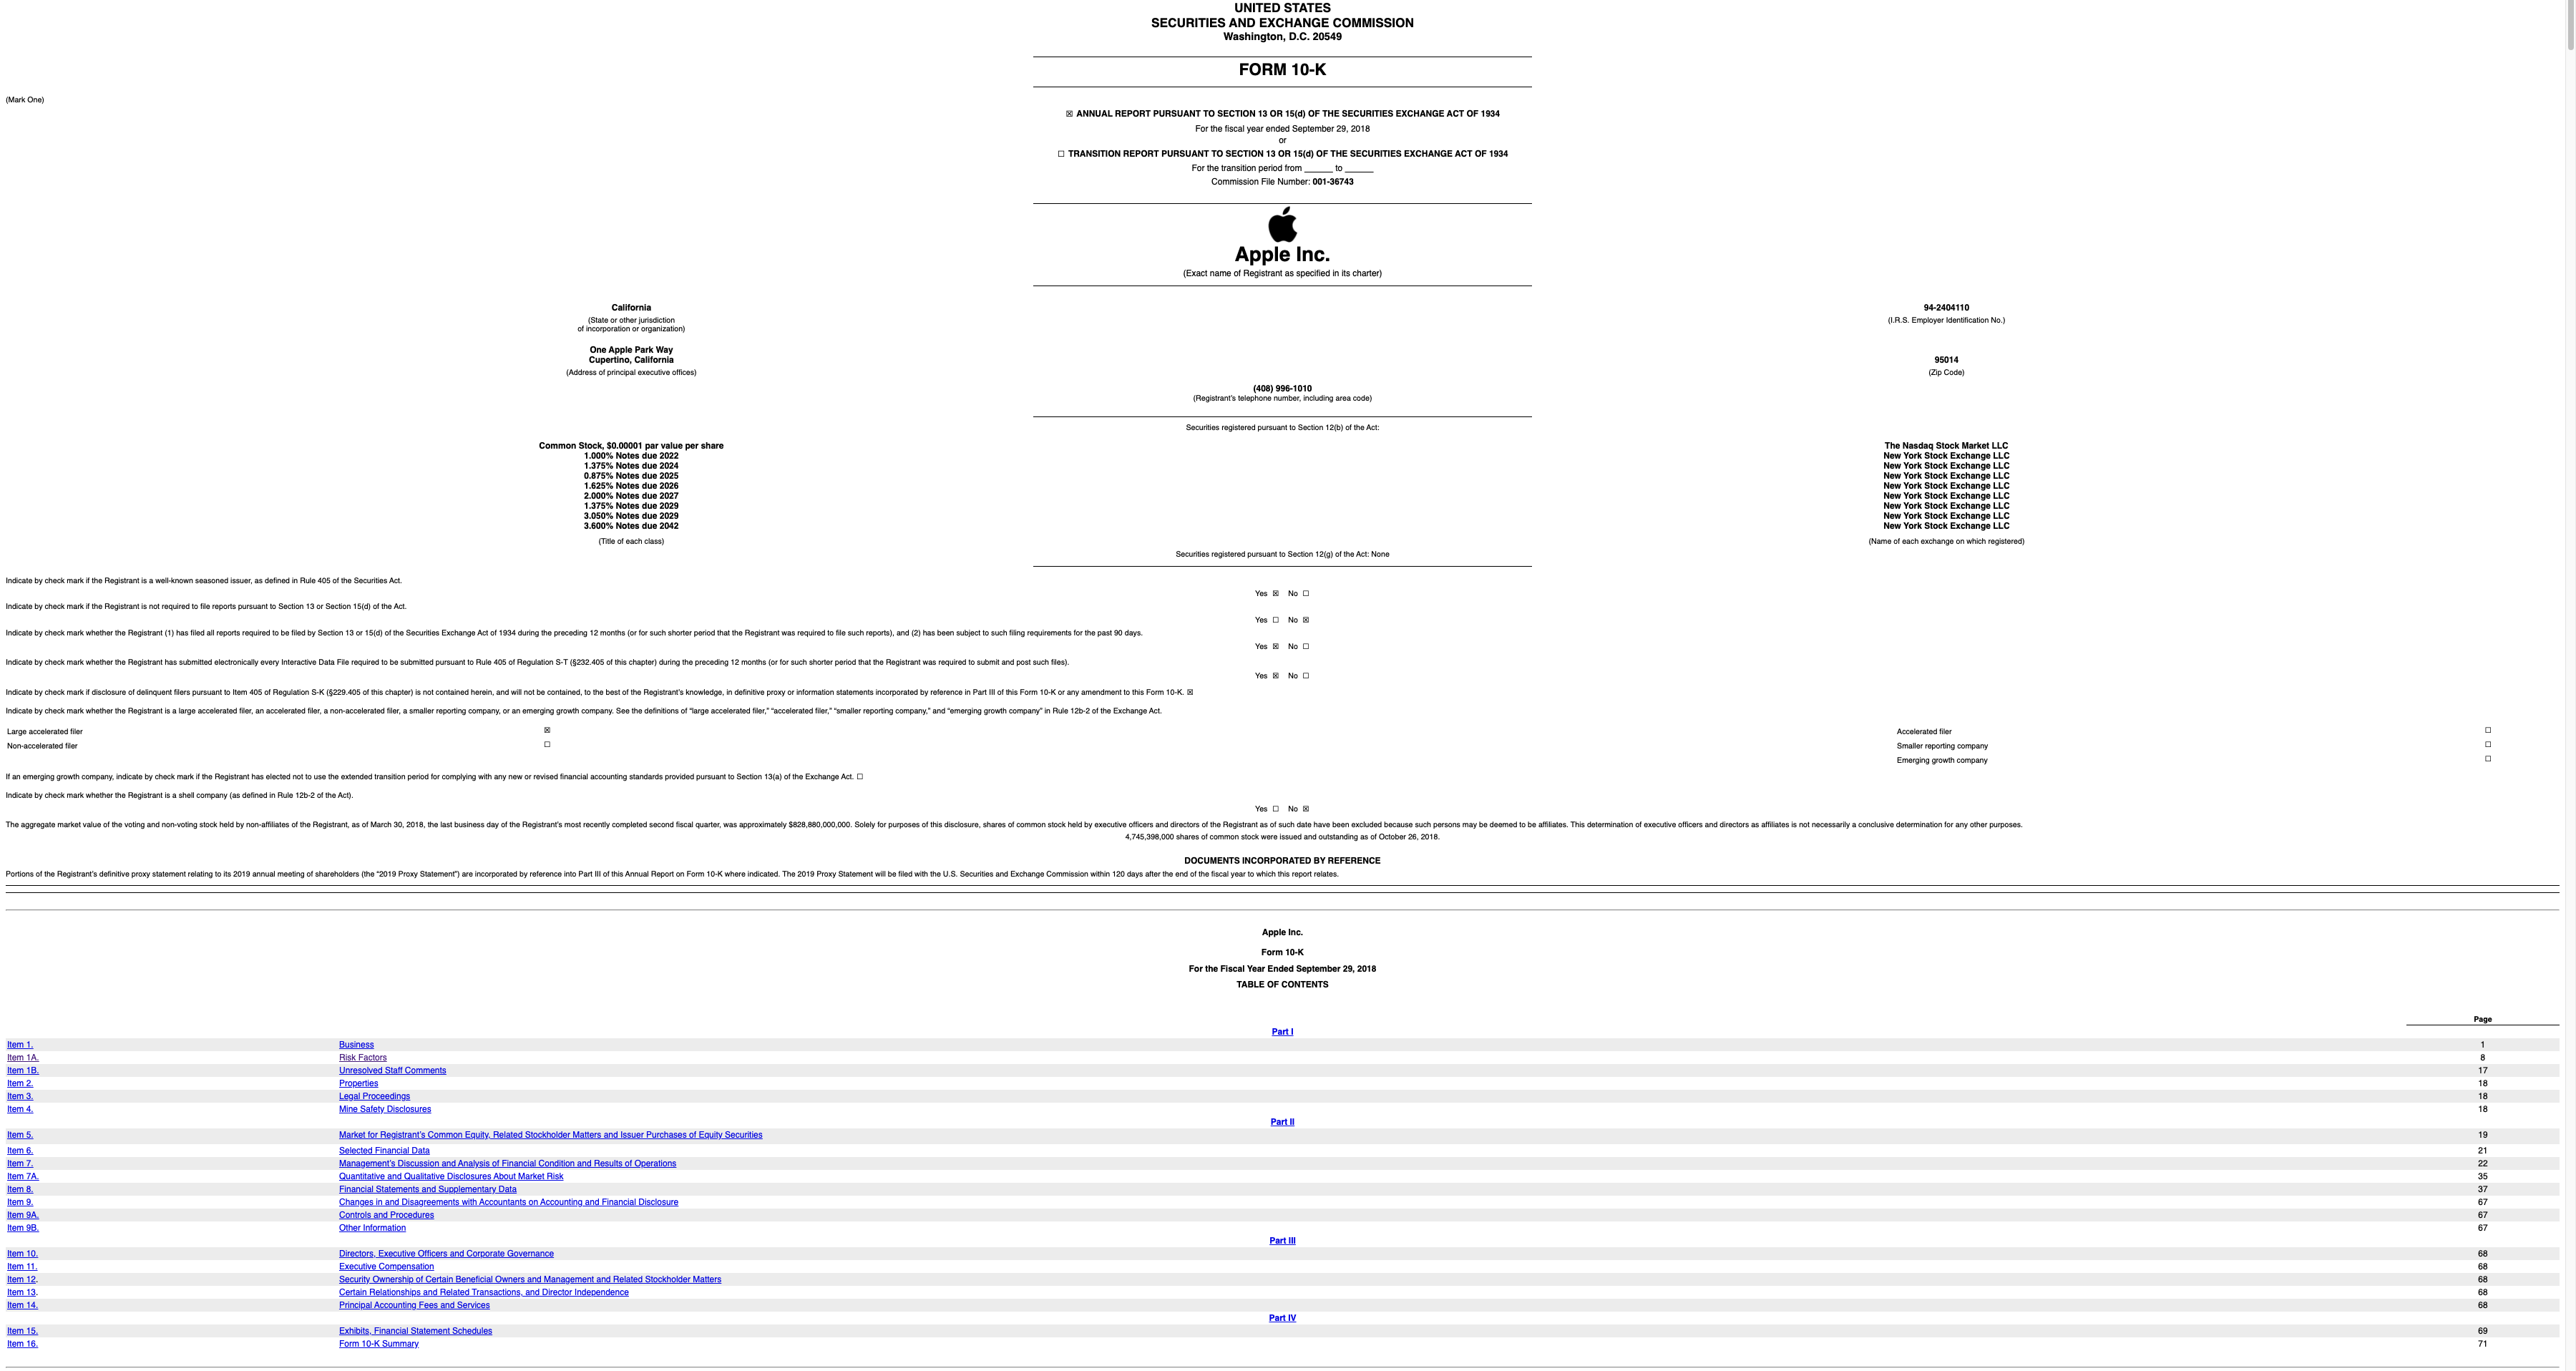 UNITED STATES
SECURITIES AND EXCHANGE COMMISSION
Washington, D.C. 20549
FORM 10-K
(Mark One)
☒ ANNUAL REPORT PURSUANT TO SECTION 13 OR 15(d) OF THE SECURITIES EXCHANGE ACT OF 1934
For the fiscal year ended September 29, 2018
or
☐ TRANSITION REPORT PURSUANT TO SECTION 13 OR 15(d) OF THE SECURITIES EXCHANGE ACT OF 1934
For the transition period from ______ to ______
Commission File Number: 001-36743
Apple Inc.
(Exact name of Registrant as specified in its charter)
California 94-2404110
(State or other jurisdiction (I.R.S. Employer Identification No.)
of incorporation or organization)
One Apple Park Way
Cupertino, California 95014
(Address of principal executive offices) (Zip Code)
(408) 996-1010
(Registrant's telephone number, including area code)
Securities registered pursuant to Section 12(b) of the Act:
Common Stock, $0.00001 par value per share The Nasdaq Stock Market LLC
1.000% Notes due 2022 New York Stock Exchange LLC
1.375% Notes due 2024 New York Stock Exchange LLC
0.875% Notes due 2025 New York Stock Exchange LLC
1.625% Notes due 2026 New York Stock Exchange LLC
2.000% Notes due 2027 New York Stock Exchange LLC
1.375% Notes due 2029 New York Stock Exchange LLC
3.050% Notes due 2029 New York Stock Exchange LLC
3.600% Notes due 2042 New York Stock Exchange LLC
(Title of each class) (Name of each exchange on which registered)
Securities registered pursuant to Section 12(g) of the Act: None
Indicate by check mark if the Registrant is a well-known seasoned issuer, as defined in Rule 405 of the Securities Act.
Yes ☒ No ☐
Indicate by check mark if the Registrant is not required to file reports pursuant to Section 13 or Section 15(d) of the Act.
Yes ☐ No ☒
Indicate by check mark whether the Registrant (1) has filed all reports required to be filed by Section 13 or 15(d) of the Securities Exchange Act of 1934 during the preceding 12 months (or for such shorter period that the Registrant was required to file such reports), and (2) has been subject to such filing requirements for the past 90 days.
Yes ☒ No ☐
Indicate by check mark whether the Registrant has submitted electronically every Interactive Data File required to be submitted pursuant to Rule 405 of Regulation S-T (§232.405 of this chapter) during the preceding 12 months (or for such shorter period that the Registrant was required to submit and post such files).
Yes ☒ No ☐
Indicate by check mark if disclosure of delinquent filers pursuant to Item 405 of Regulation S-K (§229.405 of this chapter) is not contained herein, and will not be contained, to the best of the Registrant's knowledge, in definitive proxy or information statements incorporated by reference in Part III of this Form 10-K or any amendment to this Form 10-K. ☒
Indicate by check mark whether the Registrant is a large accelerated filer, an accelerated filer, a non-accelerated filer, a smaller reporting company, or an emerging growth company. See the definitions of "large accelerated filer," "accelerated filer," "smaller reporting company," and "emerging growth company" in Rule 12b-2 of the Exchange Act.
Large accelerated filer ☒ Accelerated filer ☐
Non-accelerated filer ☐ Smaller reporting company ☐
Emerging growth company ☐
If an emerging growth company, indicate by check mark if the Registrant has elected not to use the extended transition period for complying with any new or revised financial accounting standards provided pursuant to Section 13(a) of the Exchange Act. ☐
Indicate by check mark whether the Registrant is a shell company (as defined in Rule 12b-2 of the Act).
Yes ☐ No ☒
The aggregate market value of the voting and non-voting stock held by non-affiliates of the Registrant, as of March 30, 2018, the last business day of the Registrant's most recently completed second fiscal quarter, was approximately $828,880,000,000. Solely for purposes of this disclosure, shares of common stock held by executive officers and directors of the Registrant as of such date have been excluded because such persons may be deemed to be affiliates. This determination of executive officers and directors as affiliates is not necessarily a conclusive determination for any other purposes.
4,745,398,000 shares of common stock were issued and outstanding as of October 26, 2018.
DOCUMENTS INCORPORATED BY REFERENCE
Portions of the Registrant's definitive proxy statement relating to its 2019 annual meeting of shareholders (the "2019 Proxy Statement") are incorporated by reference into Part III of this Annual Report on Form 10-K where indicated. The 2019 Proxy Statement will be filed with the U.S. Securities and Exchange Commission within 120 days after the end of the fiscal year to which this report relates.
Apple Inc.
Form 10-K
For the Fiscal Year Ended September 29, 2018
TABLE OF CONTENTS
Page
Part I
Item 1. Business 1
Item 1A. Risk Factors 8
Item 1B. Unresolved Staff Comments 17
Item 2. Properties 18
Item 3. Legal Proceedings 18
Item 4. Mine Safety Disclosures 18
Part II
Item 5. Market for Registrant's Common Equity, Related Stockholder Matters and Issuer Purchases of Equity Securities 19
Item 6. Selected Financial Data 21
Item 7. Management's Discussion and Analysis of Financial Condition and Results of Operations 22
Item 7A. Quantitative and Qualitative Disclosures About Market Risk 35
Item 8. Financial Statements and Supplementary Data 37
Item 9. Changes in and Disagreements with Accountants on Accounting and Financial Disclosure 67
Item 9A. Controls and Procedures 67
Item 9B. Other Information 67
Part III
Item 10. Directors, Executive Officers and Corporate Governance 68
Item 11. Executive Compensation 68
Item 12. Security Ownership of Certain Beneficial Owners and Management and Related Stockholder Matters 68
Item 13. Certain Relationships and Related Transactions, and Director Independence 68
Item 14. Principal Accounting Fees and Services 68
Part IV
Item 15. Exhibits, Financial Statement Schedules 69
Item 16. Form 10-K Summary 71